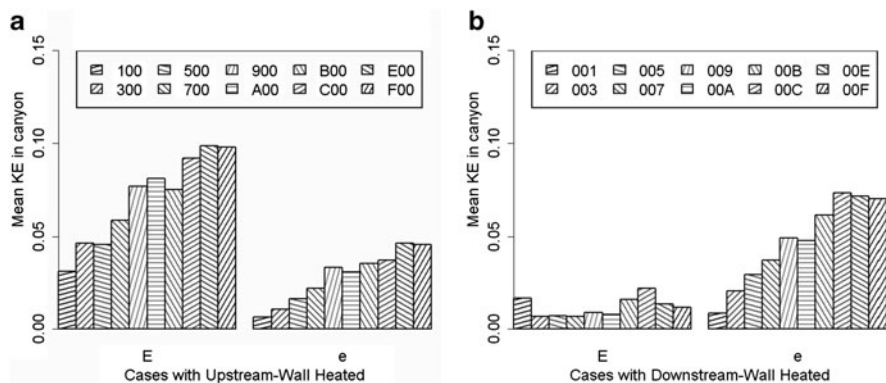 a
0.15
0.10
0.05
0.00
Mean KE in canyon
100 500 900 B00 E00
300 700 A00 C00 F00
E e
Cases with Upstream-Wall Heated
b
0.15
0.10
0.05
0.00
Mean KE in canyon
001 005 009 00B 00E
003 007 00A 00C 00F
E e
Cases with Downstream-Wall Heated